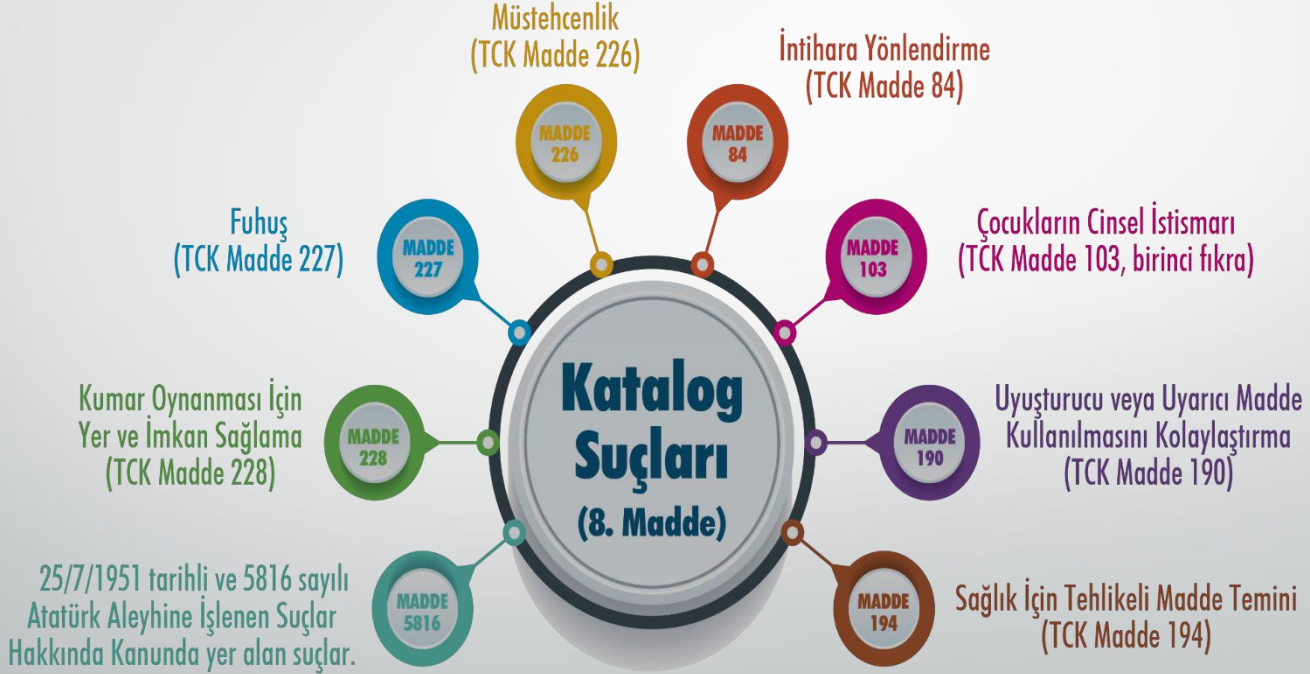 Müstehcenlik
(TCK Madde 226)
MADDE
226
İntihara Yönlendirme
(TCK Madde 84)
MADDE
84
Fuhuş
(TCK Madde 227)
MADDE
227
Çocukların Cinsel İstismarı
(TCK Madde 103, birinci fıkra)
MADDE
103
Katalog
Suçları
(8. Madde)
Kumar Oynanması İçin
Yer ve İmkan Sağlama
(TCK Madde 228)
MADDE
228
Uyuşturucu veya Uyarıcı Madde
Kullanılmasını Kolaylaştırma
(TCK Madde 190)
MADDE
190
25/7/1951 tarihli ve 5816 sayılı
Atatürk Aleyhine İşlenen Suçlar
Hakkında Kanunda yer alan suçlar.
MADDE
5816
Sağlık İçin Tehlikeli Madde Temini
(TCK Madde 194)
MADDE
194